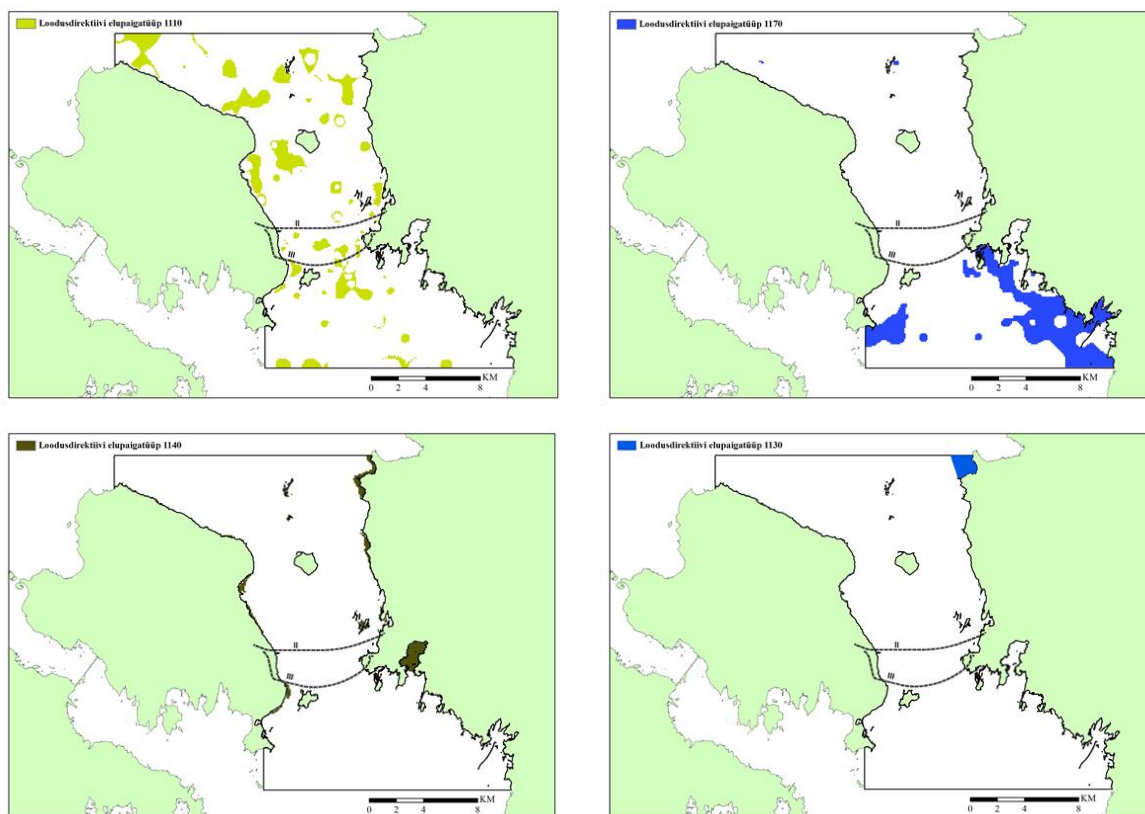 Loodusdirektiivi elupaigatüüp 1110
II
III
KM
0 2 4 8
Loodusdirektiivi elupaigatüüp 1170
II
III
KM
0 2 4 8
Loodusdirektiivi elupaigatüüp 1140
II
III
KM
0 2 4 8
Loodusdirektiivi elupaigatüüp 1130
II
III
KM
0 2 4 8